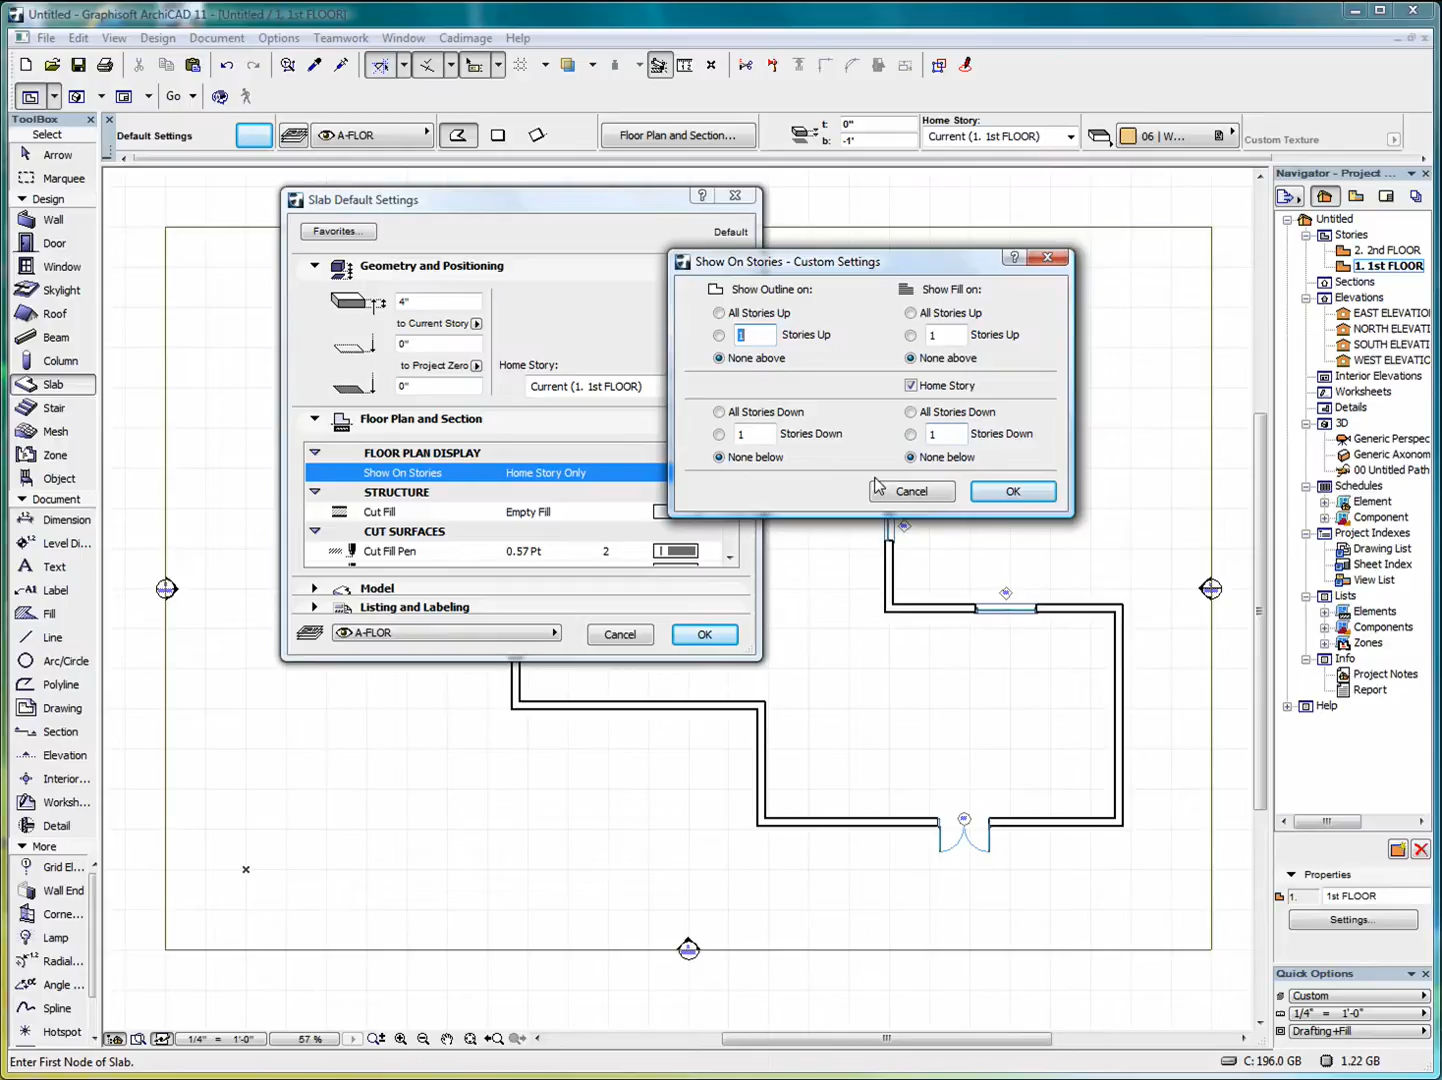 Untitled - Graphisoft ArchiCAD 11 - [Untitled / 1. 1st FLOOR]
File Edit View Design Document Options Teamwork Window Cadimage Help
Go
ToolBox
Select
Arrow
Marquee
Design
Wall
Door
Window
Skylight
Roof
Beam
Column
Slab
Stair
Mesh
Zone
Object
Document
Dimension
Level Di...
Text
A1 Label
Fill
Line
Arc/Circle
Polyline
Drawing
Section
Elevation
Interior...
Worksh...
Detail
More
Grid El...
Wall End
Corne...
Lamp
Radial...
Angle ...
Spline
Hotspot
Default Settings
A-FLOR
Floor Plan and Section...
t: 0"
b: -1'
Home Story:
Current (1. 1st FLOOR)
06 | W...
Custom Texture
Slab Default Settings
Favorites...
Default
Geometry and Positioning
4"
to Current Story
0"
to Project Zero
0"
Home Story:
Current (1. 1st FLOOR)
Floor Plan and Section
FLOOR PLAN DISPLAY
Show On Stories Home Story Only
STRUCTURE
Cut Fill Empty Fill
CUT SURFACES
Cut Fill Pen 0.57 Pt 2
Model
Listing and Labeling
A-FLOR
Cancel OK
Show On Stories - Custom Settings
Show Outline on: Show Fill on:
All Stories Up All Stories Up
1 Stories Up 1 Stories Up
None above None above
Home Story
All Stories Down All Stories Down
1 Stories Down 1 Stories Down
None below None below
Cancel OK
Navigator - Project ...
Untitled
Stories
2. 2nd FLOOR
1. 1st FLOOR
Sections
Elevations
EAST ELEVATIO
NORTH ELEVATI
SOUTH ELEVATI
WEST ELEVATIO
Interior Elevations
Worksheets
Details
3D
Generic Perspec
Generic Axonom
00 Untitled Path
Schedules
Element
Component
Project Indexes
Drawing List
Sheet Index
View List
Lists
Elements
Components
Zones
Info
Project Notes
Report
Help
Properties
1. 1st FLOOR
Settings...
Quick Options
Custom
1/4" = 1'-0"
Drafting+Fill
1/4" = 1'-0" 57 %
Enter First Node of Slab.
C: 196.0 GB 1.22 GB